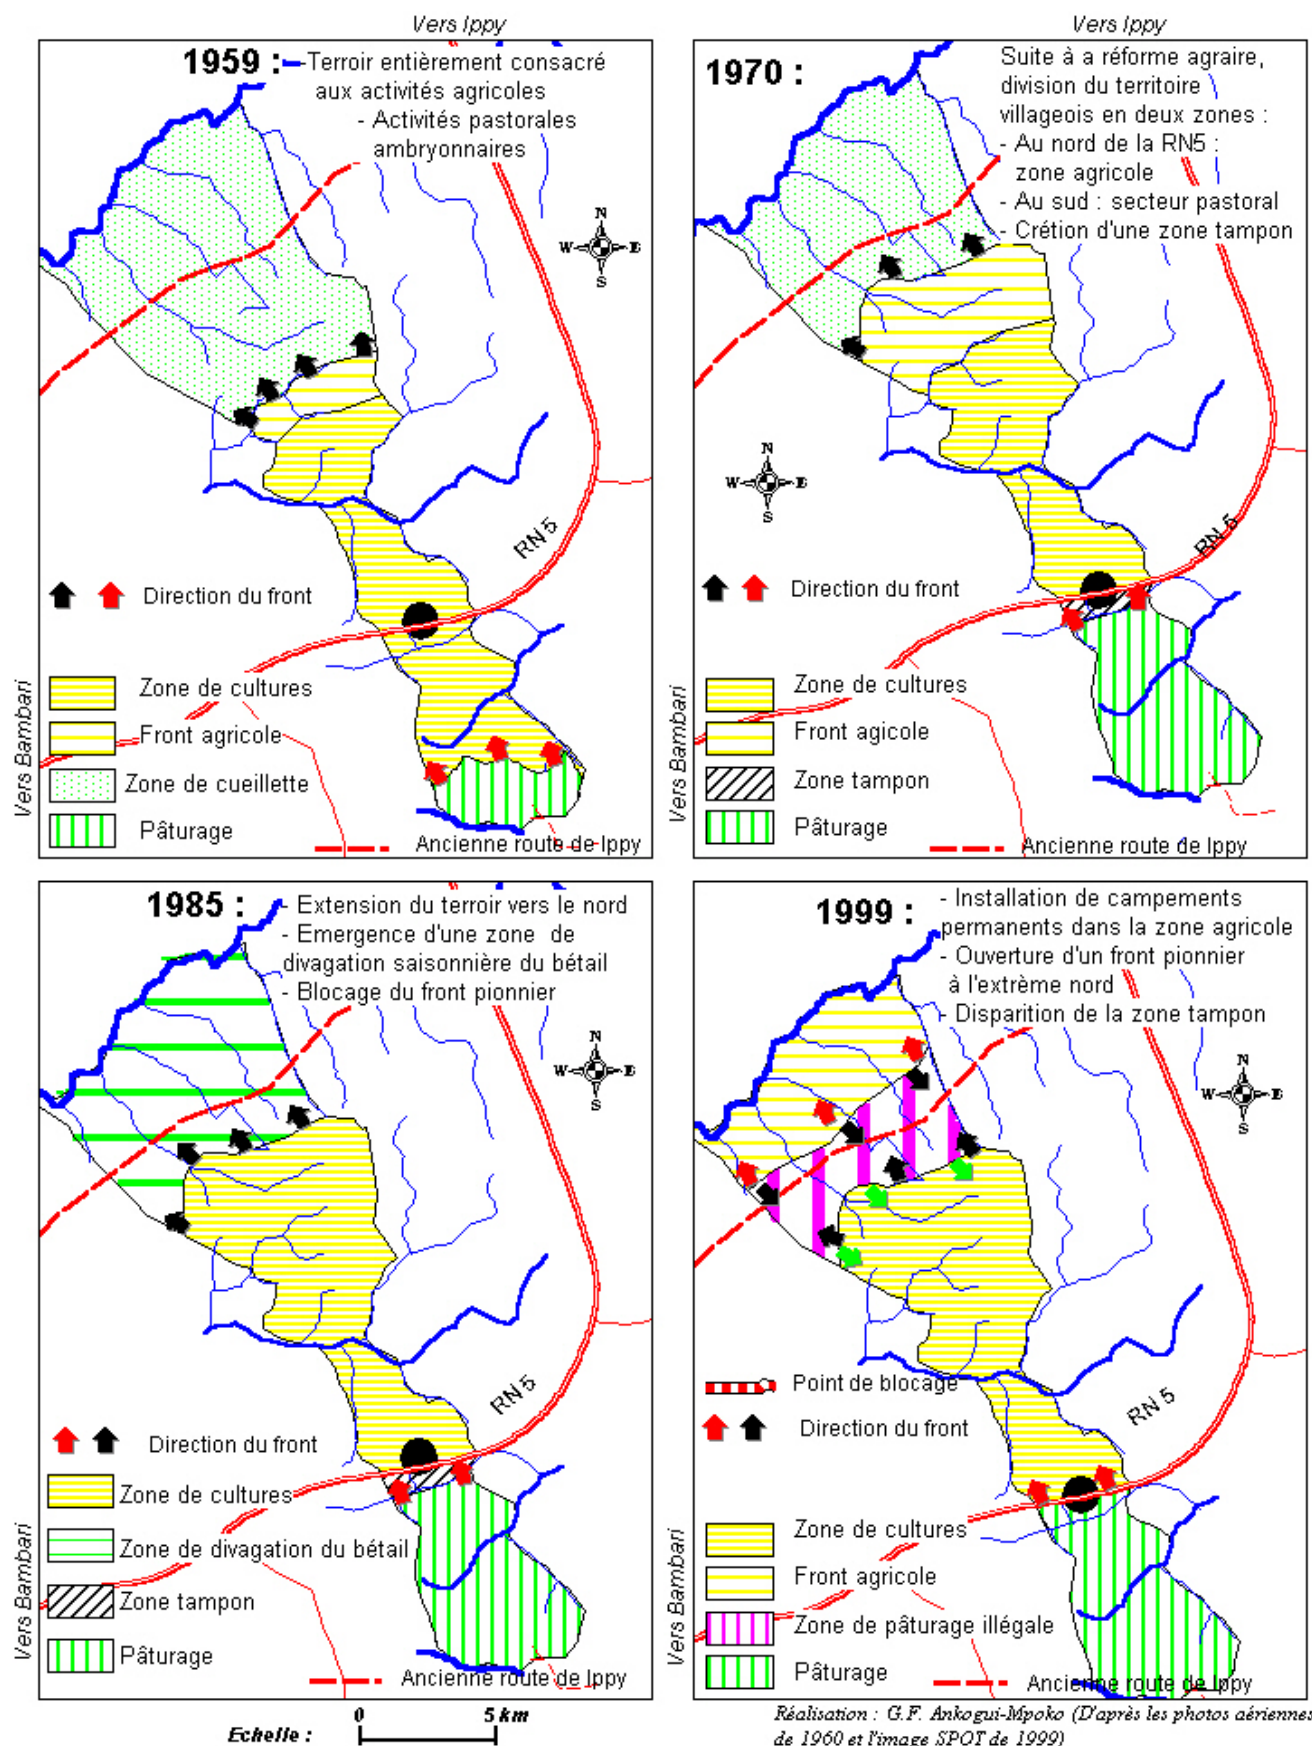 Vers Ippy
1959 :
-Terroir entièrement consacré
aux activités agricoles
- Activités pastorales
ambryonnaires
N
W E
S
RN 5
Direction du front
Zone de cultures
Front agricole
Zone de cueillette
Pâturage
Ancienne route de Ippy
Vers Bambari
Vers Ippy
1970 :
Suite à a réforme agraire,
division du territoire
villageois en deux zones :
- Au nord de la RN5 :
zone agricole
- Au sud : secteur pastoral
- Crétion d'une zone tampon
N
W E
S
RN 5
Direction du front
Zone de cultures
Front agricole
Zone tampon
Pâturage
Ancienne route de Ippy
Vers Bambari
1985 :
- Extension du terroir vers le nord
- Emergence d'une zone de
divagation saisonnière du bétail
- Blocage du front pionnier
N
W E
S
RN 5
Direction du front
Zone de cultures
Zone de divagation du bétail
Zone tampon
Pâturage
Ancienne route de Ippy
Vers Bambari
1999 :
- Installation de campements
permanents dans la zone agricole
- Ouverture d'un front pionnier
à l'extrème nord
- Disparition de la zone tampon
N
W E
S
Point de blocage
RN 5
Direction du front
Zone de cultures
Front agricole
Zone de pâturage illégale
Pâturage
Ancienne route de Ippy
Vers Bambari
Echelle :
0 5 km
Réalisation : G.F. Ankogui-Mpoko (D'après les photos aériennes
de 1960 et l'image SPOT de 1999)